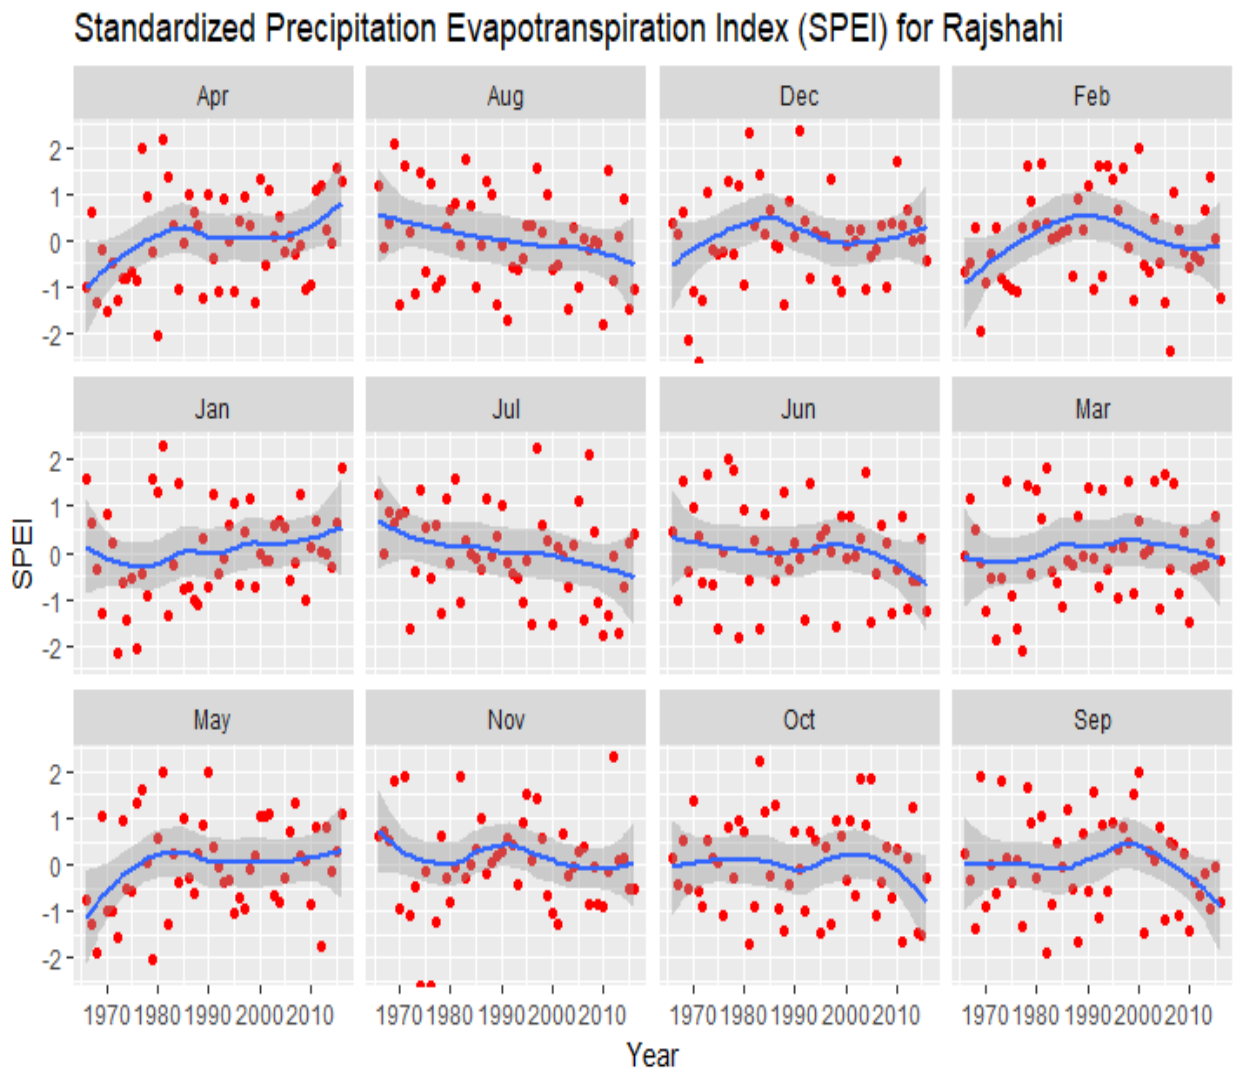 Standardized Precipitation Evapotranspiration Index (SPEI) for Rajshahi
Apr Aug Dec Feb
2
1
0
-1
-2
Jan Jul Jun Mar
2
1
0
-1
-2
SPEI
May Nov Oct Sep
2
1
0
-1
-2
1970 1980 1990 2000 2010 1970 1980 1990 2000 2010 1970 1980 1990 2000 2010 1970 1980 1990 2000 2010
Year